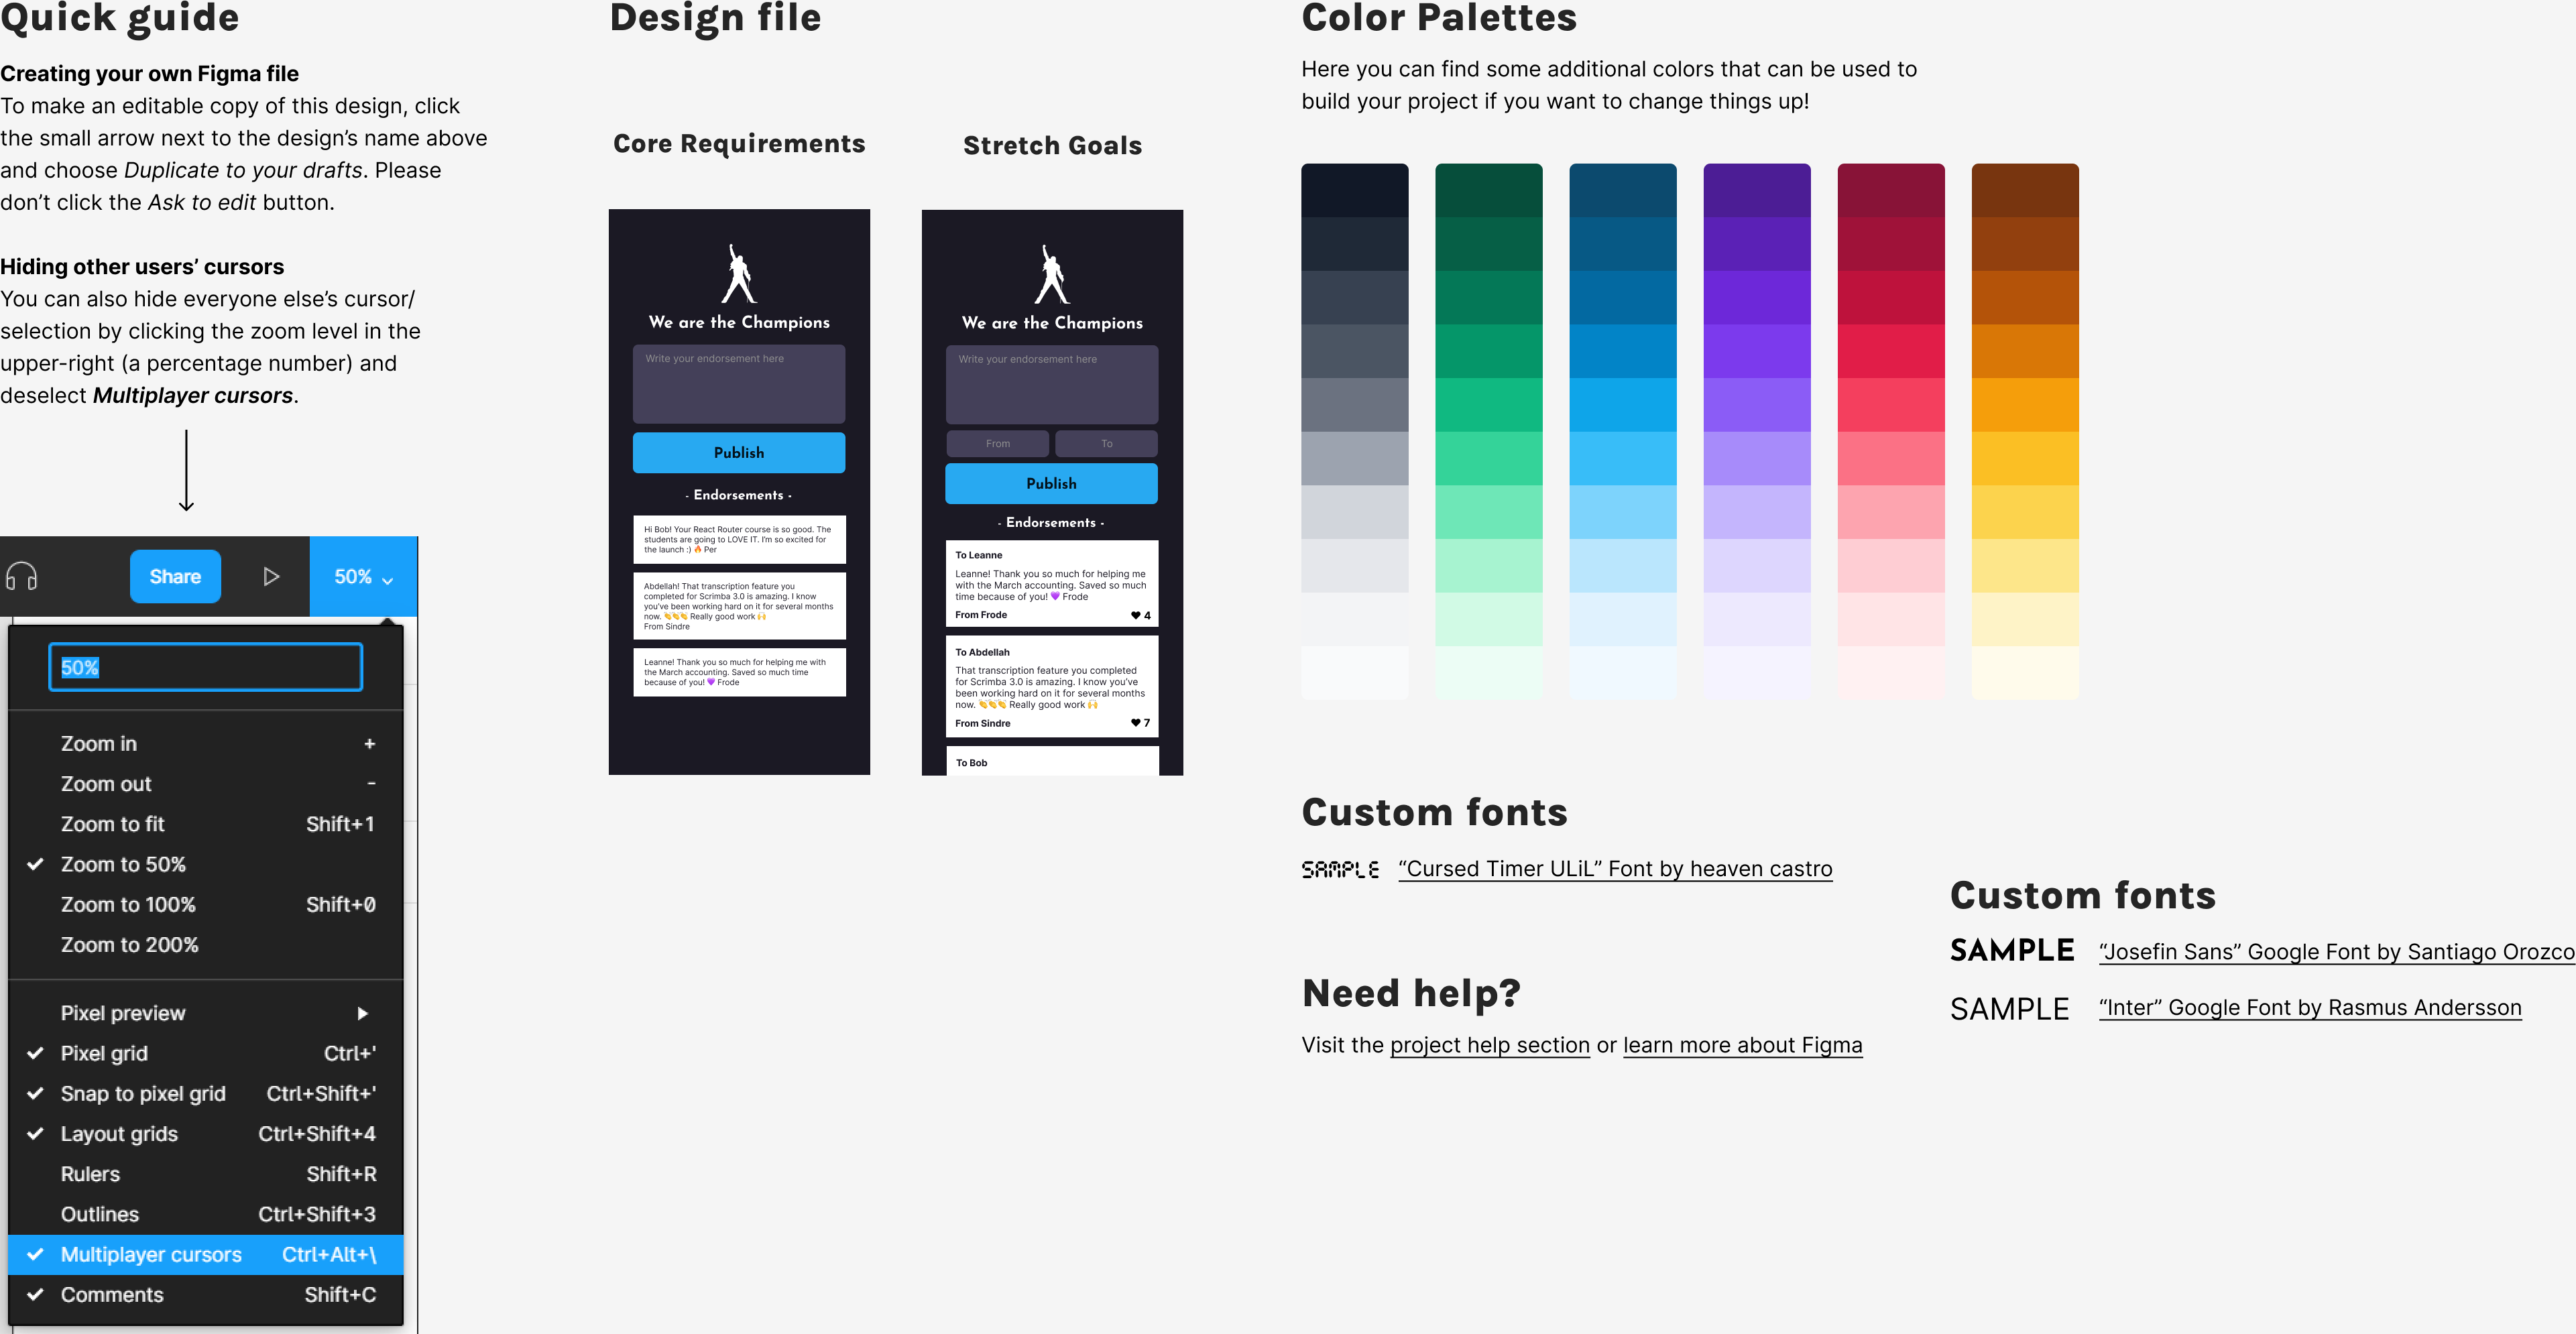 Quick guide
Creating your own Figma file
To make an editable copy of this design, click
the small arrow next to the design’s name above
and choose Duplicate to your drafts. Please
don’t click the Ask to edit button.
Hiding other users’ cursors
You can also hide everyone else’s cursor/
selection by clicking the zoom level in the
upper-right (a percentage number) and
deselect Multiplayer cursors.
Share
50%
50%
Zoom in +
Zoom out -
Zoom to fit Shift+1
Zoom to 50%
Zoom to 100% Shift+0
Zoom to 200%
Pixel preview
Pixel grid Ctrl+'
Snap to pixel grid Ctrl+Shift+'
Layout grids Ctrl+Shift+4
Rulers Shift+R
Outlines Ctrl+Shift+3
Multiplayer cursors Ctrl+Alt+\
Comments Shift+C
Design file
Core Requirements
We are the Champions
Write your endorsement here
Publish
- Endorsements -
Hi Bob! Your React Router course is so good. The
students are going to LOVE IT. I’m so excited for
the launch :) 🔥 Per
Abdellah! That transcription feature you
completed for Scrimba 3.0 is amazing. I know
you’ve been working hard on it for several months
now. 👏👏👏 Really good work 🙌
From Sindre
Leanne! Thank you so much for helping me with
the March accounting. Saved so much time
because of you! 💜 Frode
Stretch Goals
We are the Champions
Write your endorsement here
From
To
Publish
- Endorsements -
To Leanne
Leanne! Thank you so much for helping me
with the March accounting. Saved so much
time because of you! 💜 Frode
From Frode ♥ 4
To Abdellah
That transcription feature you completed
for Scrimba 3.0 is amazing. I know you’ve
been working hard on it for several months
now. 👏👏👏 Really good work 🙌
From Sindre ♥ 7
To Bob
Color Palettes
Here you can find some additional colors that can be used to
build your project if you want to change things up!
Custom fonts
SAMPLE “Cursed Timer ULiL” Font by heaven castro
Need help?
Visit the project help section or learn more about Figma
Custom fonts
SAMPLE “Josefin Sans” Google Font by Santiago Orozco
SAMPLE “Inter” Google Font by Rasmus Andersson